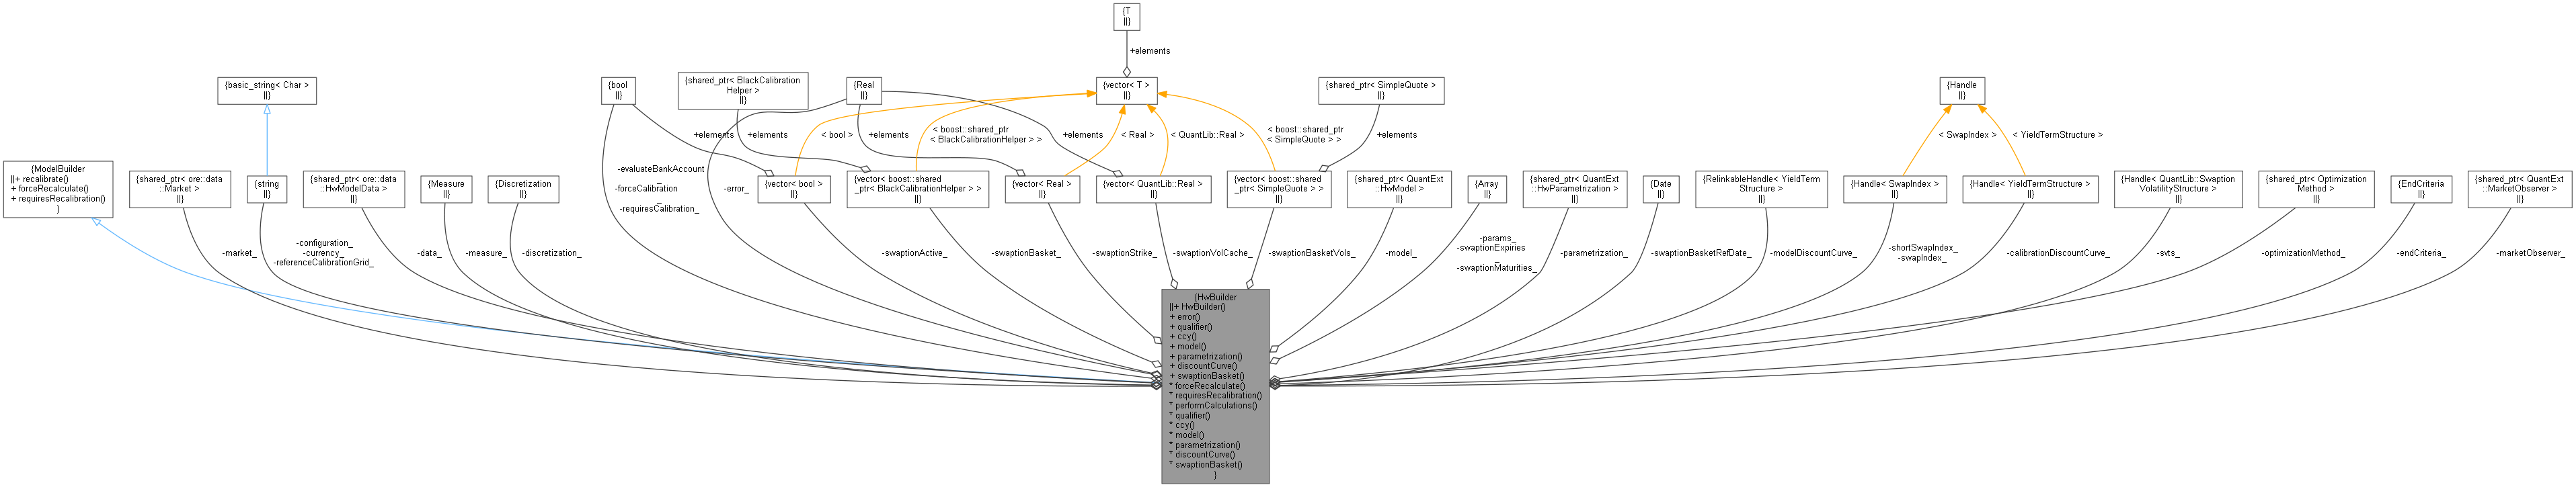 {T
||}
+elements
{basic_string< Char >
||}
{bool
||}
{shared_ptr< BlackCalibration
Helper >
||}
{Real
||}
{vector< T >
||}
{shared_ptr< SimpleQuote >
||}
{Handle
||}
+elements
+elements
< bool >
+elements
< boost::shared_ptr
< BlackCalibrationHelper > >
< Real >
+elements
< QuantLib::Real >
< boost::shared_ptr
< SimpleQuote > >
+elements
< SwapIndex >
< YieldTermStructure >
{ModelBuilder
||+ recalibrate()
+ forceRecalculate()
+ requiresRecalibration()
}
{shared_ptr< ore::data
::Market >
||}
{string
||}
{shared_ptr< ore::data
::HwModelData >
||}
{Measure
||}
{Discretization
||}
-evaluateBankAccount
_
-forceCalibration
_
-requiresCalibration_
-error_
{vector< bool >
||}
{vector< boost::shared
_ptr< BlackCalibrationHelper > >
||}
{vector< Real >
||}
{vector< QuantLib::Real >
||}
{vector< boost::shared
_ptr< SimpleQuote > >
||}
{shared_ptr< QuantExt
::HwModel >
||}
{Array
||}
{shared_ptr< QuantExt
::HwParametrization >
||}
{Date
||}
{RelinkableHandle< YieldTerm
Structure >
||}
{Handle< SwapIndex >
||}
{Handle< YieldTermStructure >
||}
{Handle< QuantLib::Swaption
VolatilityStructure >
||}
{shared_ptr< Optimization
Method >
||}
{EndCriteria
||}
{shared_ptr< QuantExt
::MarketObserver >
||}
-market_
-configuration_
-currency_
-referenceCalibrationGrid_
-data_
-measure_
-discretization_
-swaptionActive_
-swaptionBasket_
-swaptionStrike_
-swaptionVolCache_
-swaptionBasketVols_
-model_
-params_
-swaptionExpiries
_
-swaptionMaturities_
-parametrization_
-swaptionBasketRefDate_
-modelDiscountCurve_
-shortSwapIndex_
-swapIndex_
-calibrationDiscountCurve_
-svts_
-optimizationMethod_
-endCriteria_
-marketObserver_
{HwBuilder
||+ HwBuilder()
+ error()
+ qualifier()
+ ccy()
+ model()
+ parametrization()
+ discountCurve()
+ swaptionBasket()
* forceRecalculate()
* requiresRecalibration()
* performCalculations()
* qualifier()
* ccy()
* model()
* parametrization()
* discountCurve()
* swaptionBasket()
}